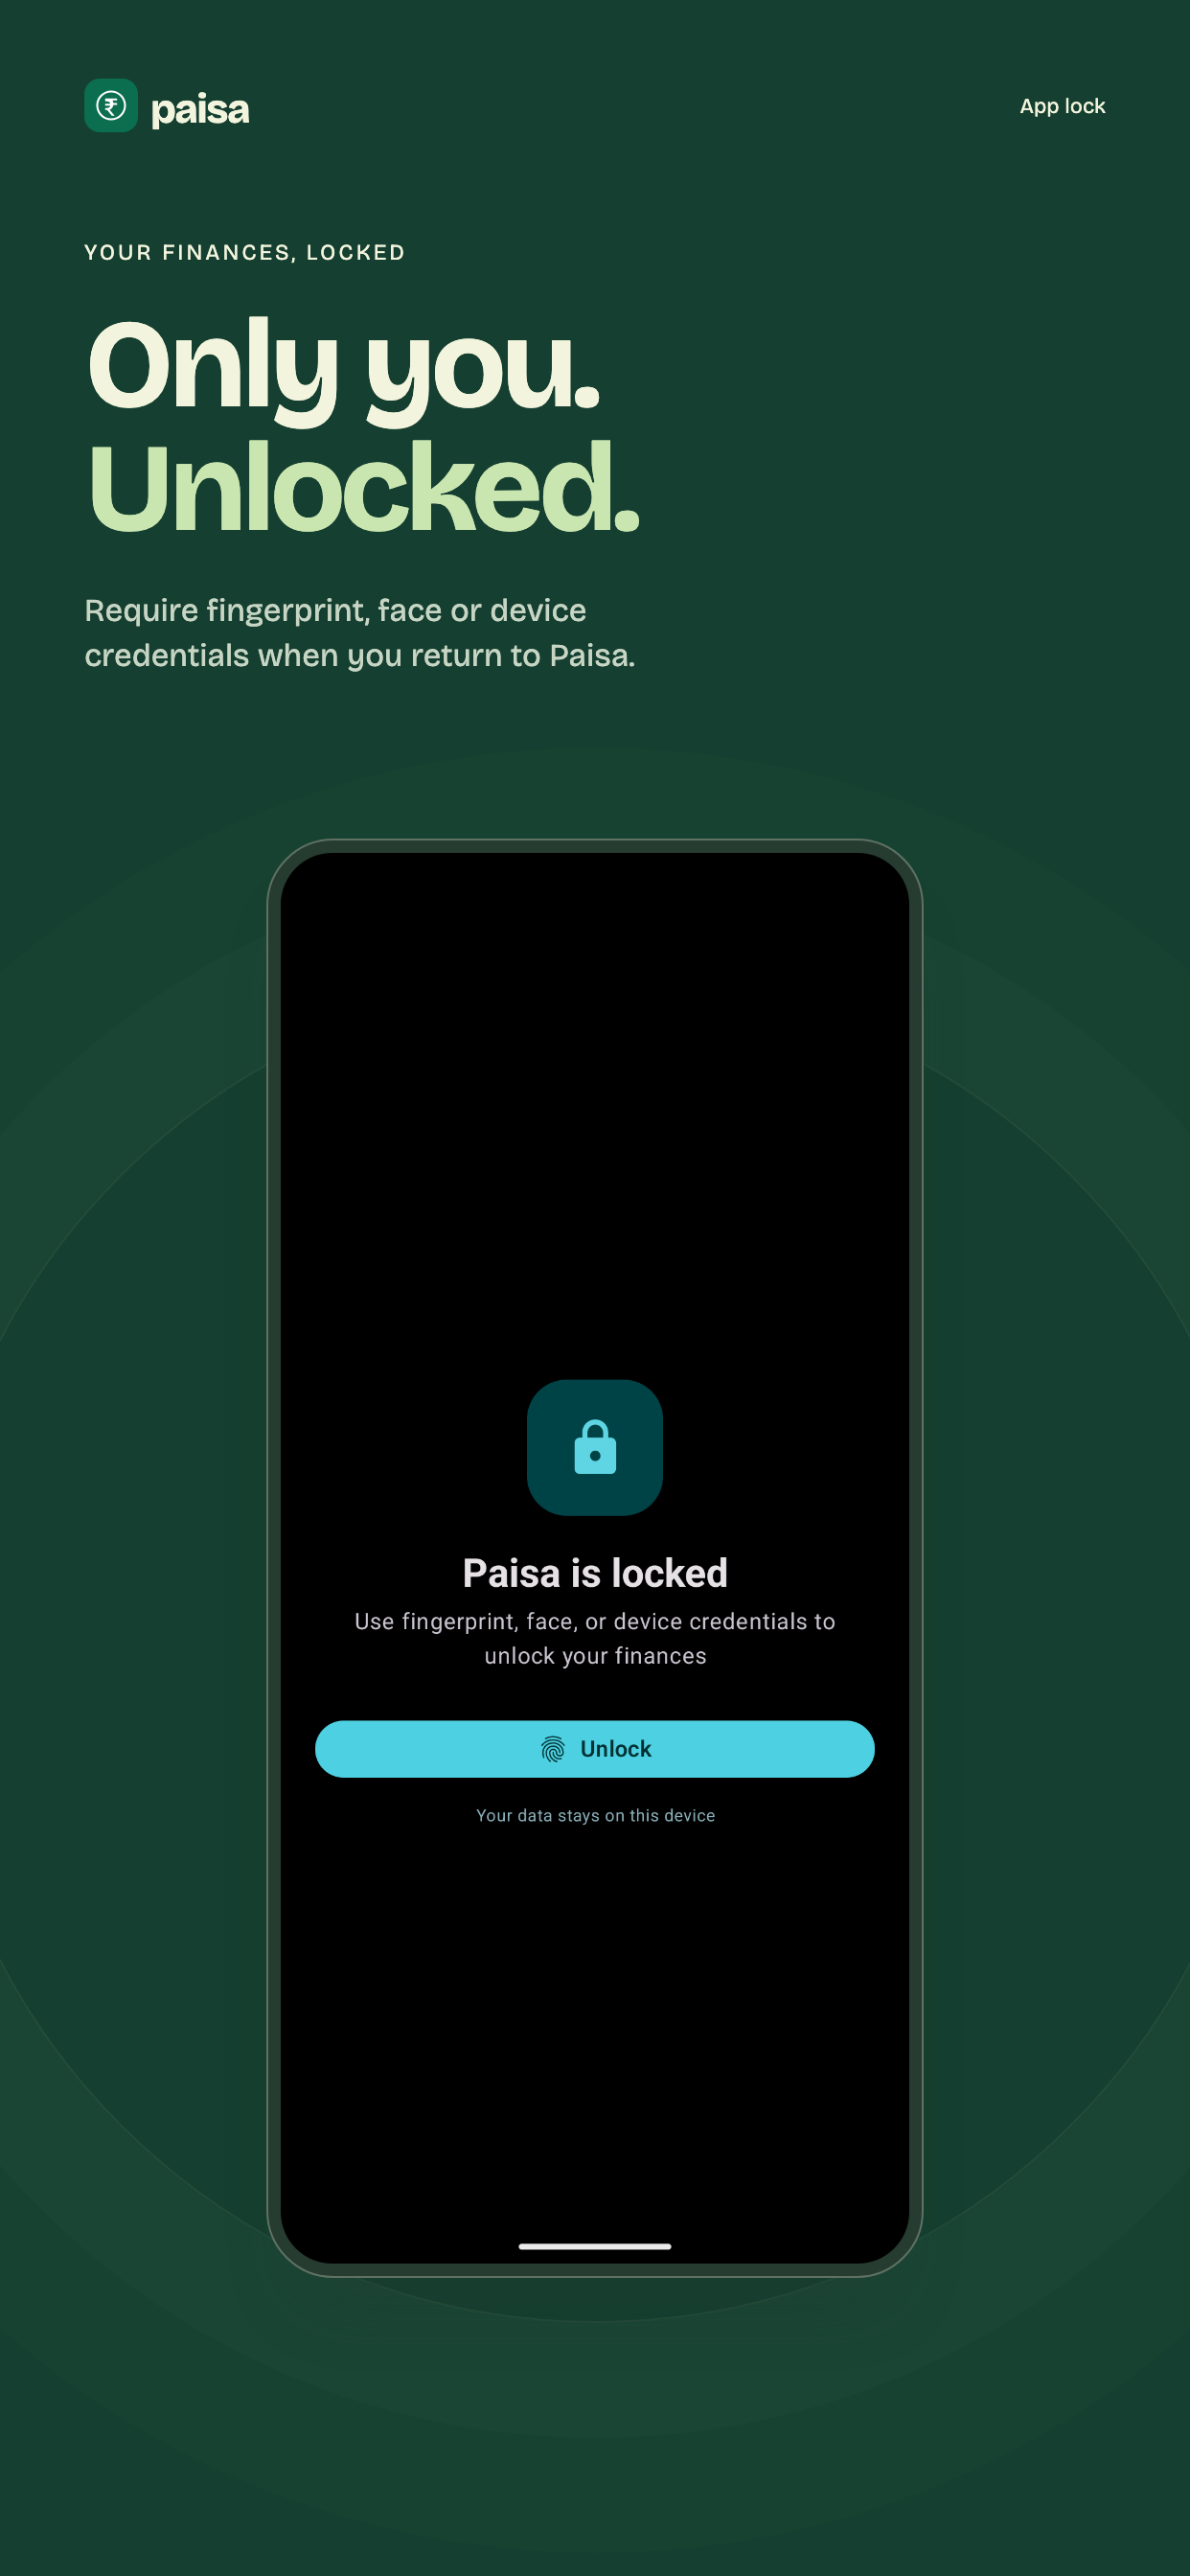 paisa
App lock
YOUR FINANCES, LOCKED
Only you.
Unlocked.
Require fingerprint, face or device
credentials when you return to Paisa.
Paisa is locked
Use fingerprint, face, or device credentials to
unlock your finances
Unlock
Your data stays on this device